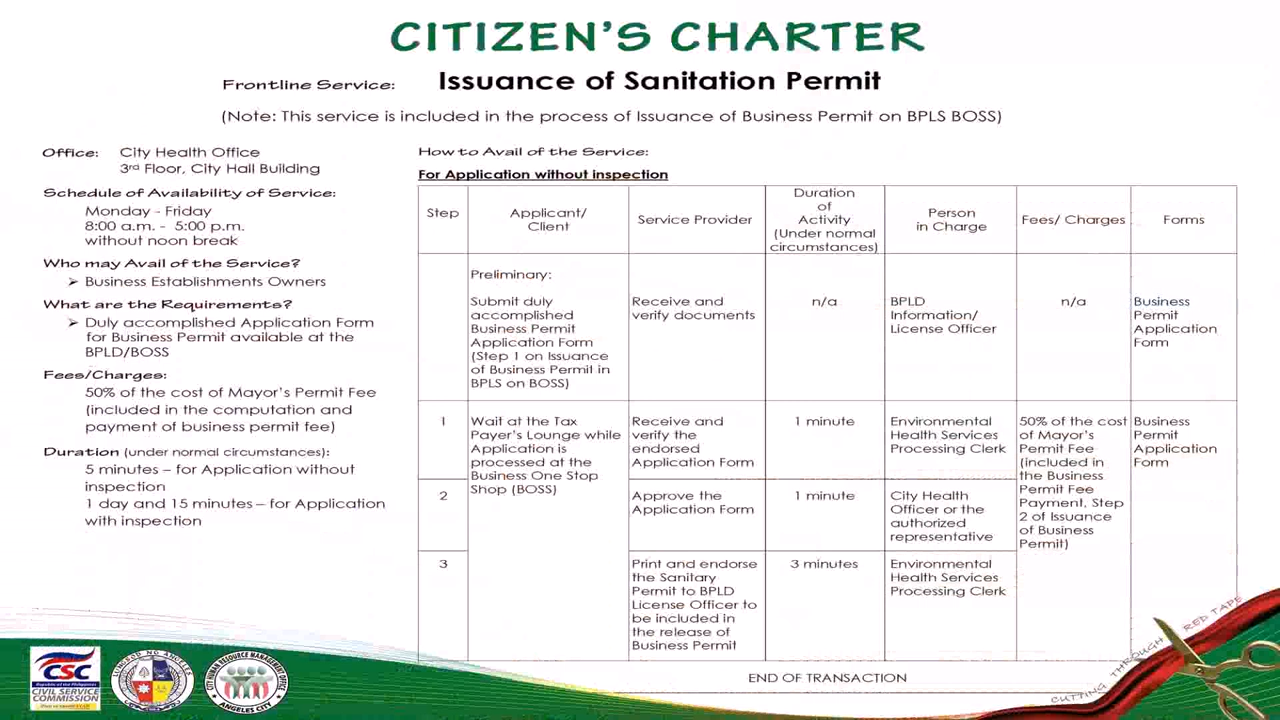 CITIZEN'S CHARTER
Frontline Service: Issuance of Sanitation Permit
(Note: This service is included in the process of Issuance of Business Permit on BPLS BOSS)
Office: City Health Office
3rd Floor, City Hall Building
Schedule of Availability of Service:
Monday - Friday
8:00 a.m. - 5:00 p.m.
without noon break
Who may Avail of the Service?
➢ Business Establishments Owners
What are the Requirements?
➢ Duly accomplished Application Form
for Business Permit available at the
BPLD/BOSS
Fees/Charges:
50% of the cost of Mayor's Permit Fee
(included in the computation and
payment of business permit fee)
Duration (under normal circumstances):
5 minutes – for Application without
inspection
1 day and 15 minutes – for Application
with inspection
How to Avail of the Service:
For Application without inspection
Step
Applicant/
Client
Service Provider
Duration
of
Activity
(Under normal
circumstances)
Person
in Charge
Fees/ Charges
Forms
Preliminary:
Submit duly
accomplished
Business Permit
Application Form
(Step 1 on Issuance
of Business Permit in
BPLS on BOSS)
Receive and
verify documents
n/a
BPLD
Information/
License Officer
n/a
Business
Permit
Application
Form
1
Wait at the Tax
Payer's Lounge while
Application is
processed at the
Business One Stop
Shop (BOSS)
Receive and
verify the
endorsed
Application Form
1 minute
Environmental
Health Services
Processing Clerk
50% of the cost
of Mayor's
Permit Fee
(included in
the Business
Permit Fee
Payment, Step
2 of Issuance
of Business
Permit)
Business
Permit
Application
Form
2
Approve the
Application Form
1 minute
City Health
Officer or the
authorized
representative
3
Print and endorse
the Sanitary
Permit to BPLD
License Officer to
be included in
the release of
Business Permit
3 minutes
Environmental
Health Services
Processing Clerk
END OF TRANSACTION
CUTTING THROUGH RED TAPE
CSC
Republic of the Philippines
CIVIL SERVICE
COMMISSION
HUMAN RESOURCE MANAGEMENT OFFICE
ANGELES CITY